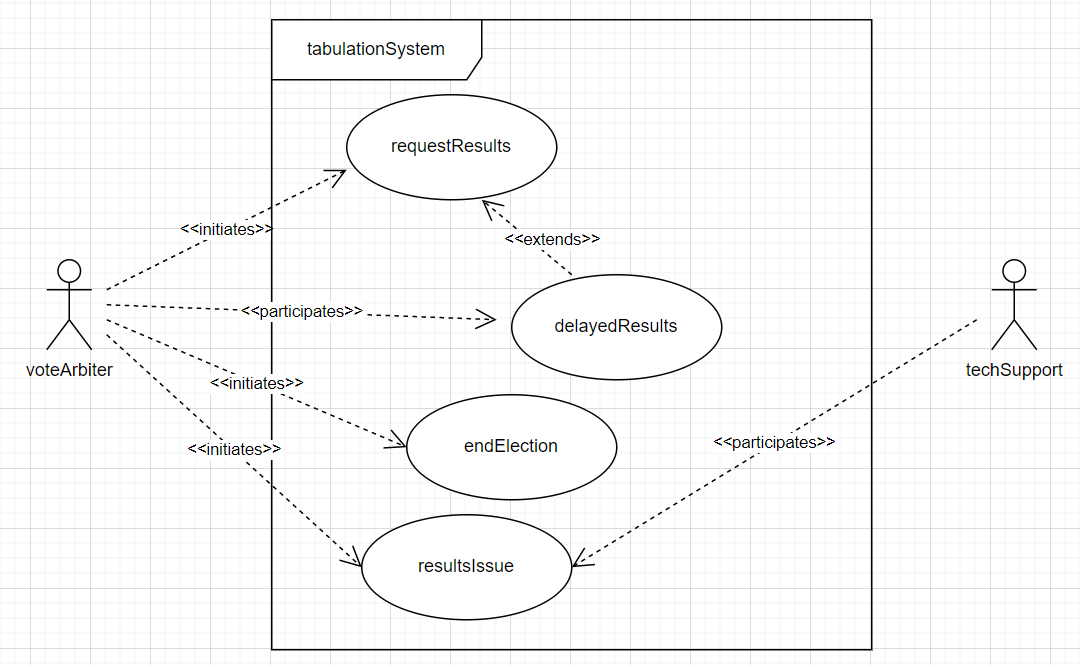 tabulationSystem
requestResults
<<initiates>>
<<extends>>
<<participates>>
delayedResults
voteArbiter
techSupport
<<initiates>>
endElection
<<participates>>
<<initiates>>
resultsIssue